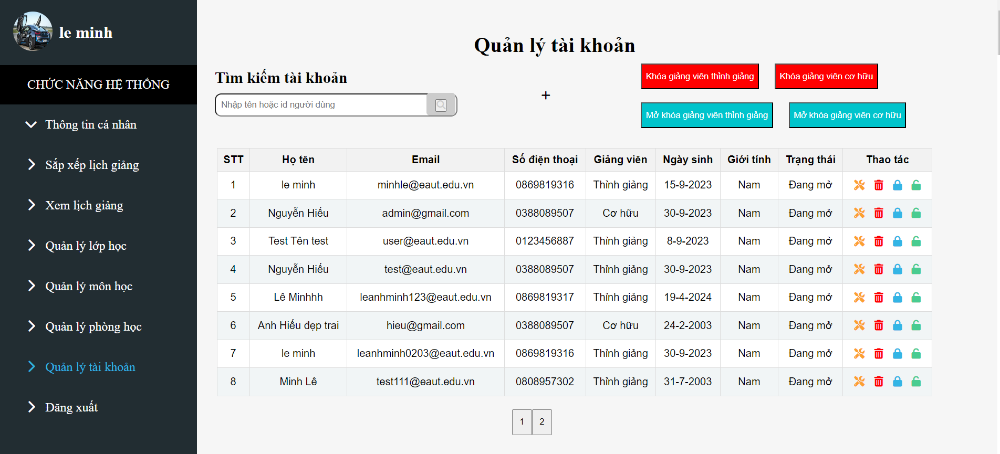 le minh
CHỨC NĂNG HỆ THỐNG
Thông tin cá nhân
Sắp xếp lịch giảng
Xem lịch giảng
Quản lý lớp học
Quản lý môn học
Quản lý phòng học
Quản lý tài khoản
Đăng xuất
Quản lý tài khoản
Tìm kiếm tài khoản
Nhập tên hoặc id người dùng
+
Khóa giảng viên thỉnh giảng Khóa giảng viên cơ hữu
Mở khóa giảng viên thỉnh giảng Mở khóa giảng viên cơ hữu
STT Họ tên Email Số điện thoại Giảng viên Ngày sinh Giới tính Trạng thái Thao tác
1 le minh minhle@eaut.edu.vn 0869819316 Thỉnh giảng 15-9-2023 Nam Đang mở
2 Nguyễn Hiếu admin@gmail.com 0388089507 Cơ hữu 30-9-2023 Nam Đang mở
3 Test Tên test user@eaut.edu.vn 0123456887 Thỉnh giảng 8-9-2023 Nam Đang mở
4 Nguyễn Hiếu test@eaut.edu.vn 0388089507 Thỉnh giảng 30-9-2023 Nam Đang mở
5 Lê Minhhh leanhminh123@eaut.edu.vn 0869819317 Thỉnh giảng 19-4-2024 Nam Đang mở
6 Anh Hiếu đẹp trai hieu@gmail.com 0388089507 Cơ hữu 24-2-2003 Nam Đang mở
7 le minh leanhminh0203@eaut.edu.vn 0869819316 Thỉnh giảng 30-9-2023 Nam Đang mở
8 Minh Lê test111@eaut.edu.vn 0808957302 Thỉnh giảng 31-7-2003 Nam Đang mở
1 2